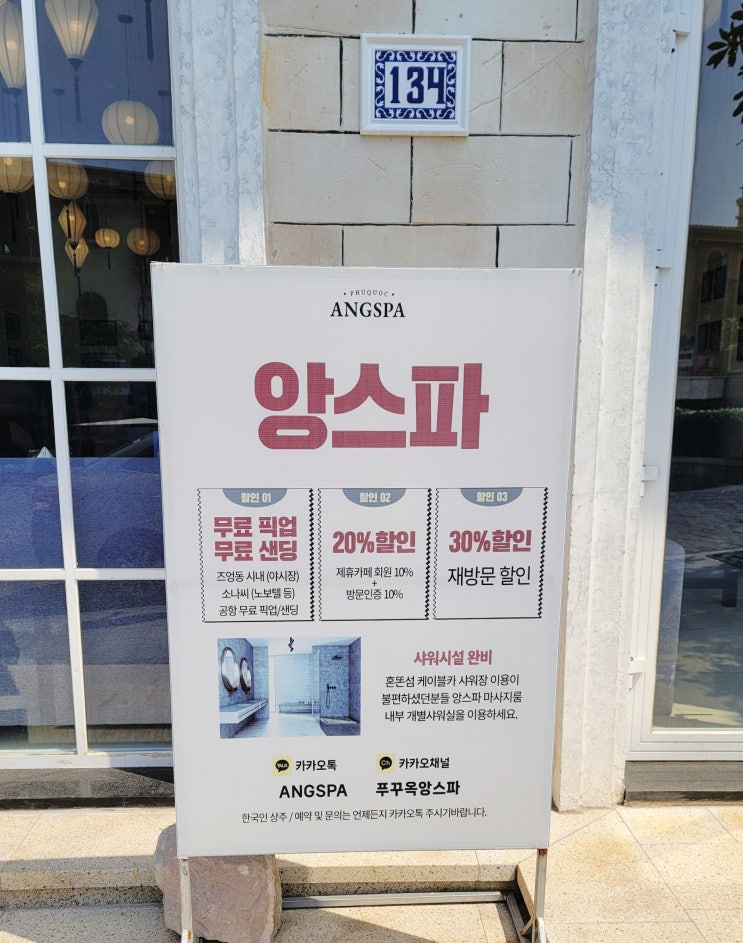 134
• PHUQUOC •
ANGSPA
앙스파
할인 01
무료 픽업
무료 샌딩
즈엉동 시내 (야시장)
소나씨 (노보텔 등)
공항 무료 픽업/샌딩
할인 02
20%할인
제휴카페 회원 10%
+
방문인증 10%
할인 03
30%할인
재방문 할인
샤워시설 완비
혼똔섬 케이블카 샤워장 이용이
불편하셨던분들 앙스파 마사지룸
내부 개별샤워실을 이용하세요.
TALK 카카오톡
ANGSPA
Ch 카카오채널
푸꾸옥앙스파
한국인 상주 / 예약 및 문의는 언제든지 카카오톡 주시기바랍니다.